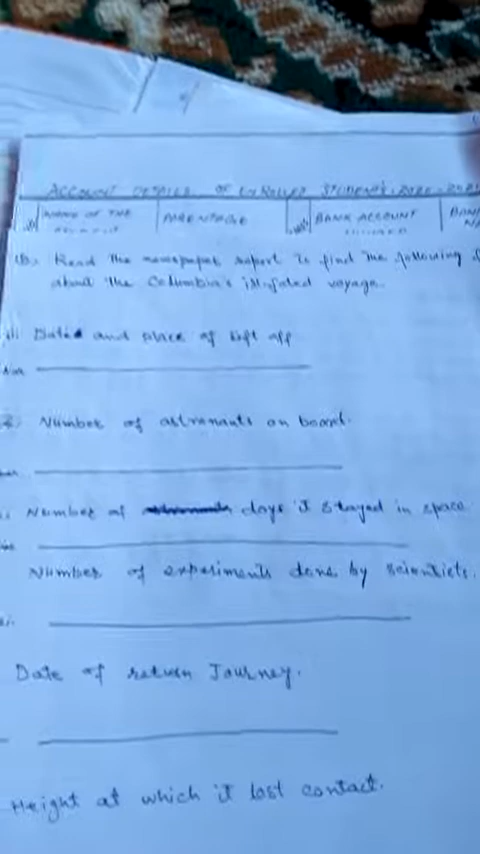 ACCOUNT DETAILS OF ENROLLED STUDENTS. 2020-202
NAME OF THE PARENTAGE BANK ACCOUNT BAN
Read the newspaper report to find the following
about the Columbia's ill-fated voyage.
Date and place of lift off
Number of astronants on board.
Number of days it stayed in space
Number of experiments done by scientists.
Date of return Journey.
Height at which it lost contact.